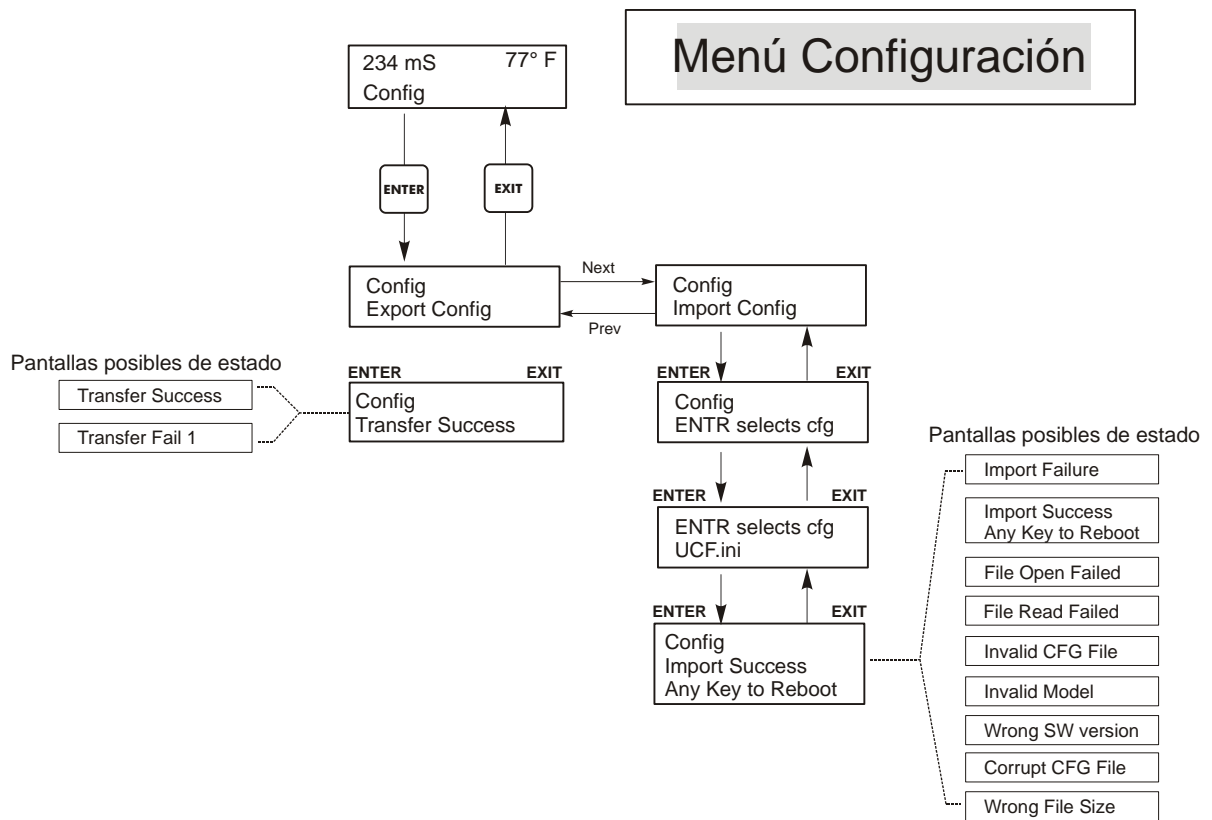 Menú Configuración
234 mS 77° F
Config
ENTER EXIT
Config
Export Config
Next
Prev
Config
Import Config
Pantallas posibles de estado
Transfer Success
Transfer Fail 1
ENTER EXIT
Config
Transfer Success
ENTER EXIT
Config
ENTR selects cfg
ENTER EXIT
ENTR selects cfg
UCF.ini
ENTER EXIT
Config
Import Success
Any Key to Reboot
Pantallas posibles de estado
Import Failure
Import Success
Any Key to Reboot
File Open Failed
File Read Failed
Invalid CFG File
Invalid Model
Wrong SW version
Corrupt CFG File
Wrong File Size